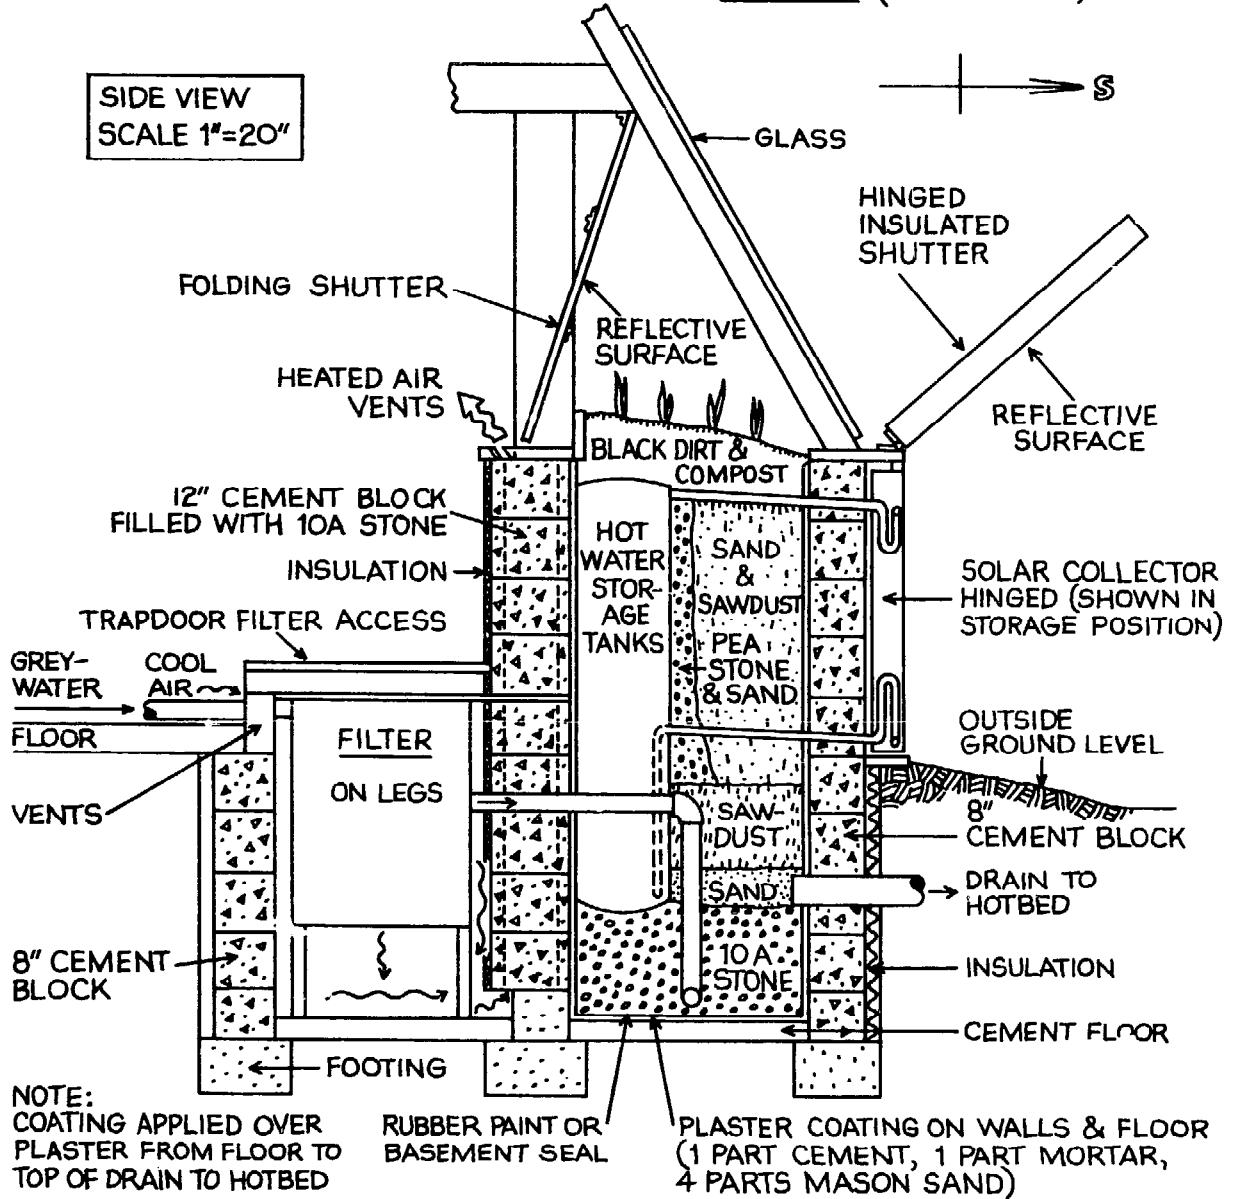 SIDE VIEW
SCALE 1"=20"
S
GLASS
HINGED
INSULATED
SHUTTER
FOLDING SHUTTER
REFLECTIVE
SURFACE
HEATED AIR
VENTS
REFLECTIVE
SURFACE
BLACK DIRT &
COMPOST
12" CEMENT BLOCK
FILLED WITH 10A STONE
HOT
WATER
STOR-
AGE
TANKS
SAND
&
SAWDUST
INSULATION
SOLAR COLLECTOR
HINGED (SHOWN IN
STORAGE POSITION)
TRAPDOOR FILTER ACCESS
PEA
STONE
& SAND
GREY-
WATER
COOL
AIR
FLOOR
FILTER
ON LEGS
OUTSIDE
GROUND LEVEL
VENTS
SAW-
DUST
8"
CEMENT BLOCK
SAND
DRAIN TO
HOTBED
8" CEMENT
BLOCK
10 A
STONE
INSULATION
CEMENT FLOOR
FOOTING
NOTE:
COATING APPLIED OVER
PLASTER FROM FLOOR TO
TOP OF DRAIN TO HOTBED
RUBBER PAINT OR
BASEMENT SEAL
PLASTER COATING ON WALLS & FLOOR
(1 PART CEMENT, 1 PART MORTAR,
4 PARTS MASON SAND)